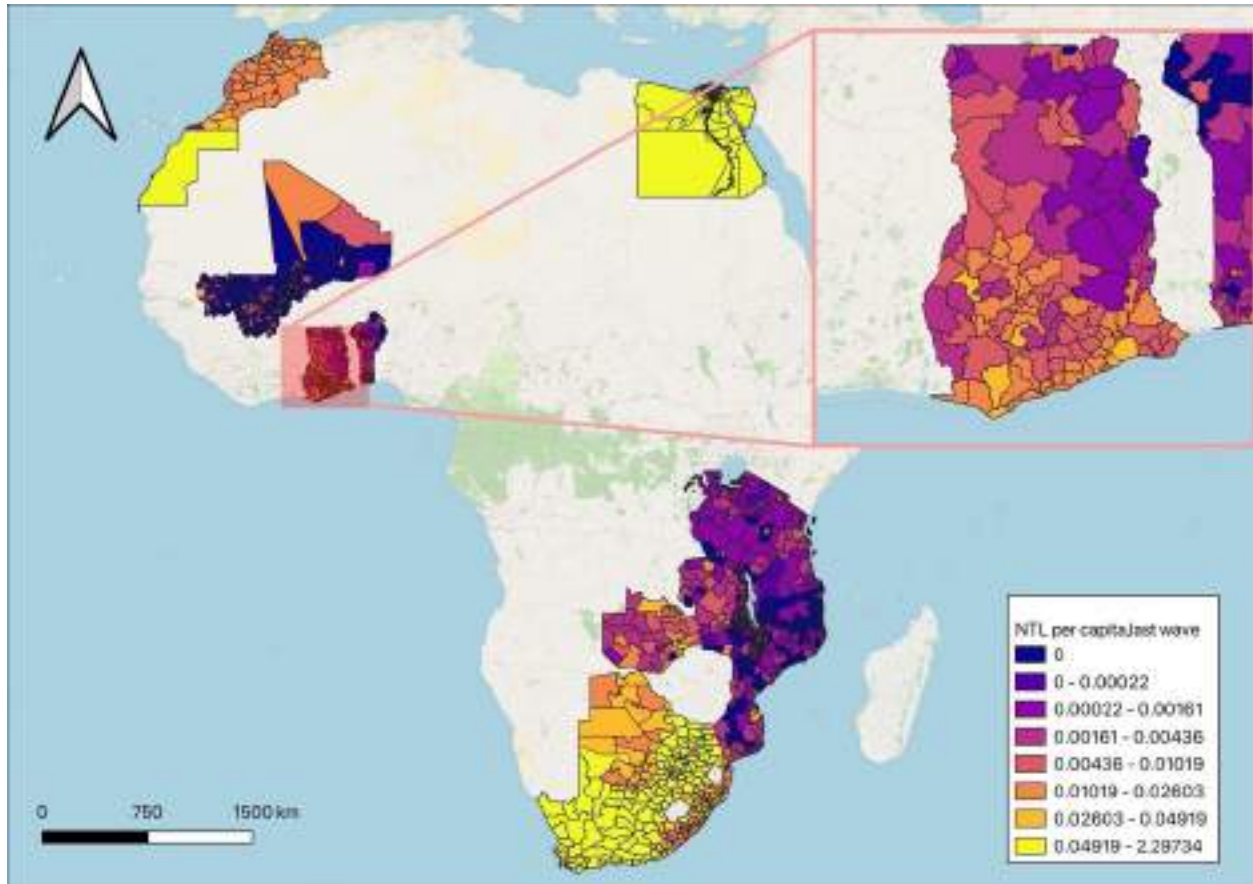 NTL per capita,last wave
0
0 - 0.00022
0.00022 - 0.00161
0.00161 - 0.00436
0.00436 - 0.01019
0.01019 - 0.02603
0.02603 - 0.04919
0.04919 - 2.29734
0 750 1500 km